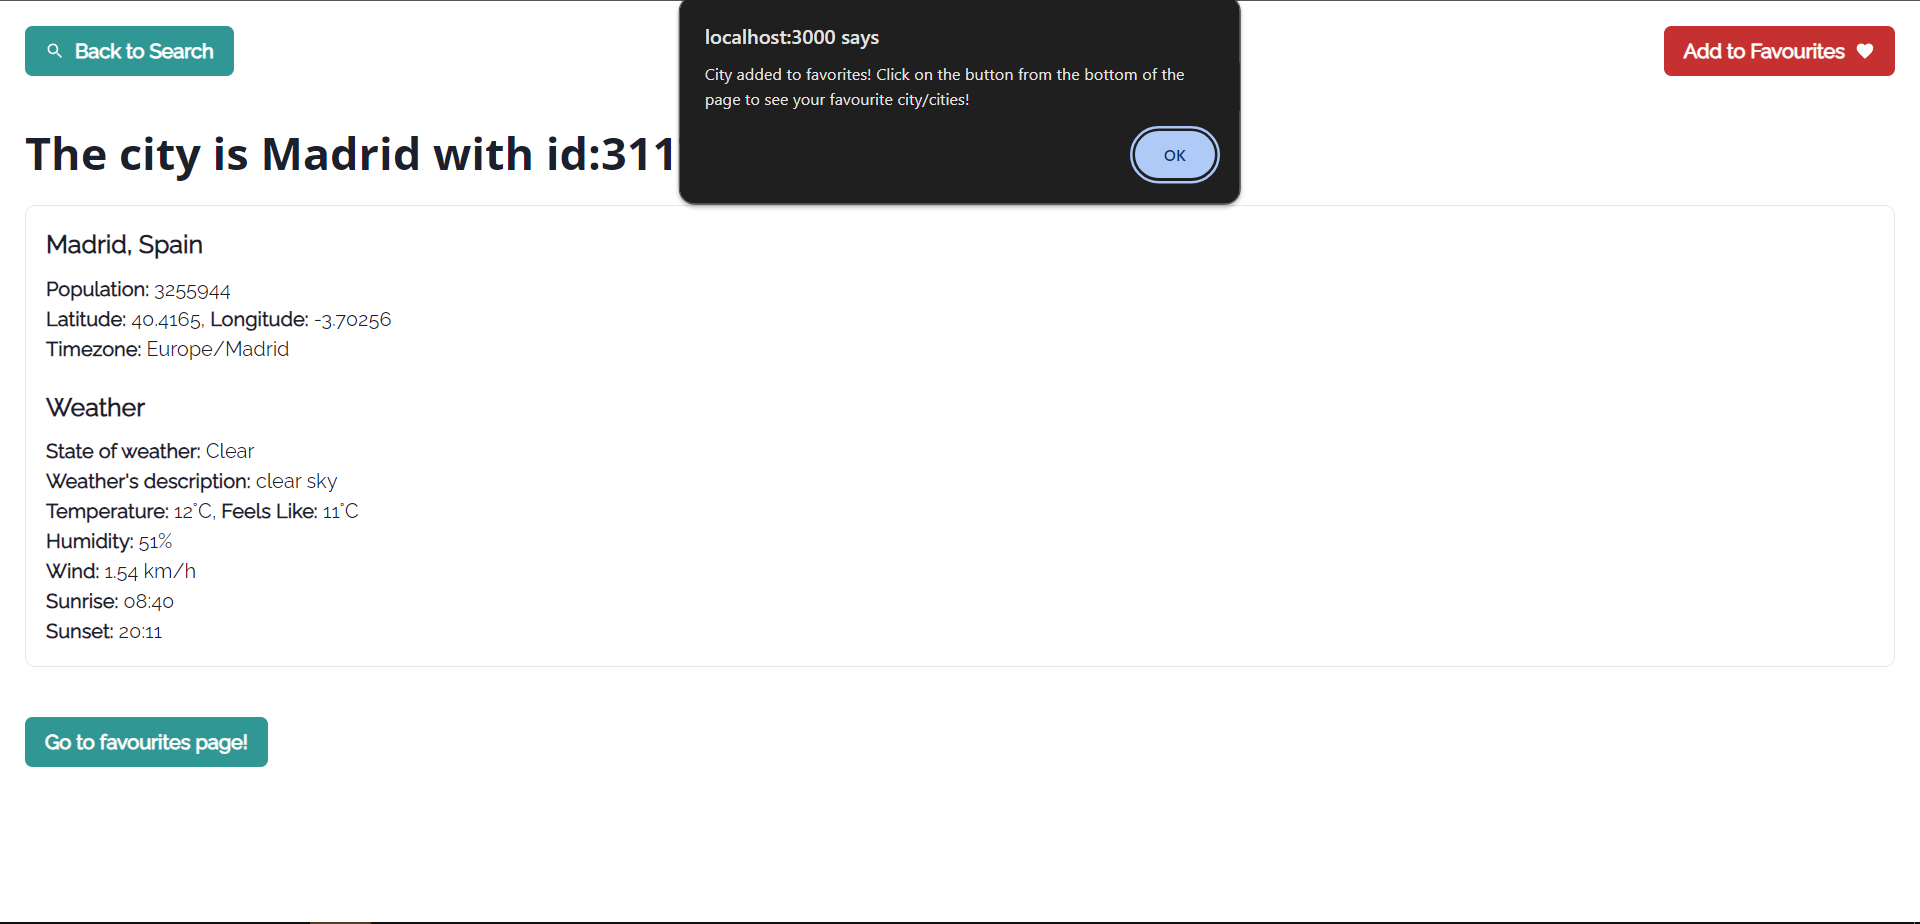 Back to Search
localhost:3000 says
City added to favorites! Click on the button from the bottom of the
page to see your favourite city/cities!
OK
Add to Favourites
The city is Madrid with id:311
Madrid, Spain
Population: 3255944
Latitude: 40.4165, Longitude: -3.70256
Timezone: Europe/Madrid
Weather
State of weather: Clear
Weather's description: clear sky
Temperature: 12°C, Feels Like: 11°C
Humidity: 51%
Wind: 1.54 km/h
Sunrise: 08:40
Sunset: 20:11
Go to favourites page!